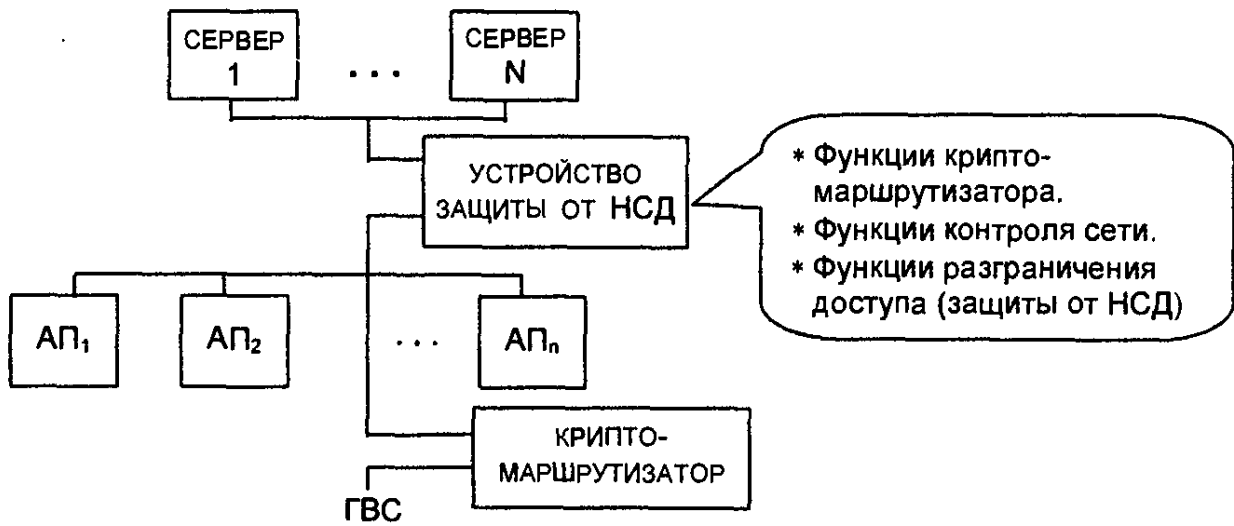 СЕРВЕР
1
. . .
СЕРВЕР
N
УСТРОЙСТВО
ЗАЩИТЫ ОТ НСД
* Функции крипто-
маршрутизатора.
* Функции контроля сети.
* Функции разграничения
доступа (защиты от НСД)
АП₁
АП₂
. . .
АПₙ
КРИПТО-
МАРШРУТИЗАТОР
ГВС